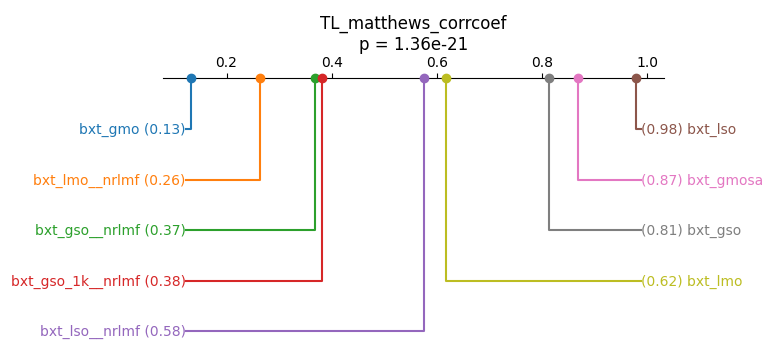 TL_matthews_corrcoef
p = 1.36e-21
0.2 0.4 0.6 0.8 1.0
bxt_gmo (0.13)
(0.98) bxt_lso
bxt_lmo__nrlmf (0.26)
(0.87) bxt_gmosa
bxt_gso__nrlmf (0.37)
(0.81) bxt_gso
bxt_gso_1k__nrlmf (0.38)
(0.62) bxt_lmo
bxt_lso__nrlmf (0.58)